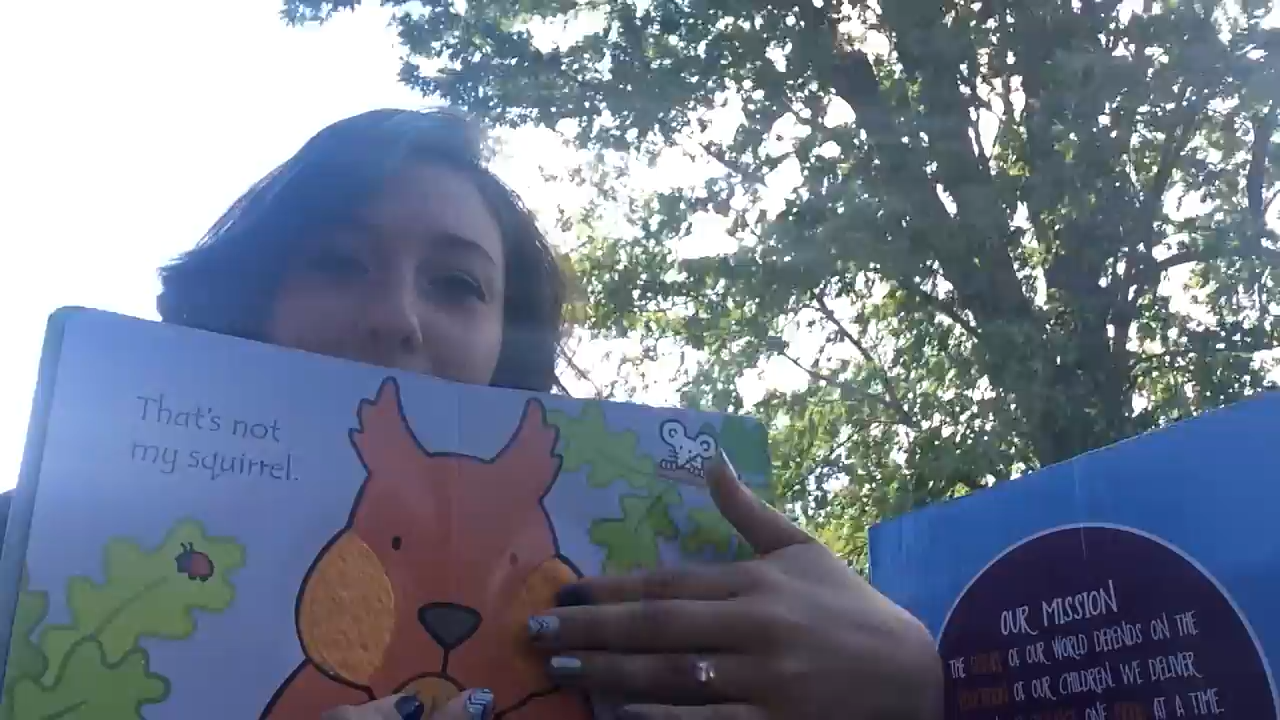 That's not
my squirrel.
OUR MISSION
THE FUTURE OF OUR WORLD DEPENDS ON THE
EDUCATION OF OUR CHILDREN. WE DELIVER
ONE BOOK AT A TIME.